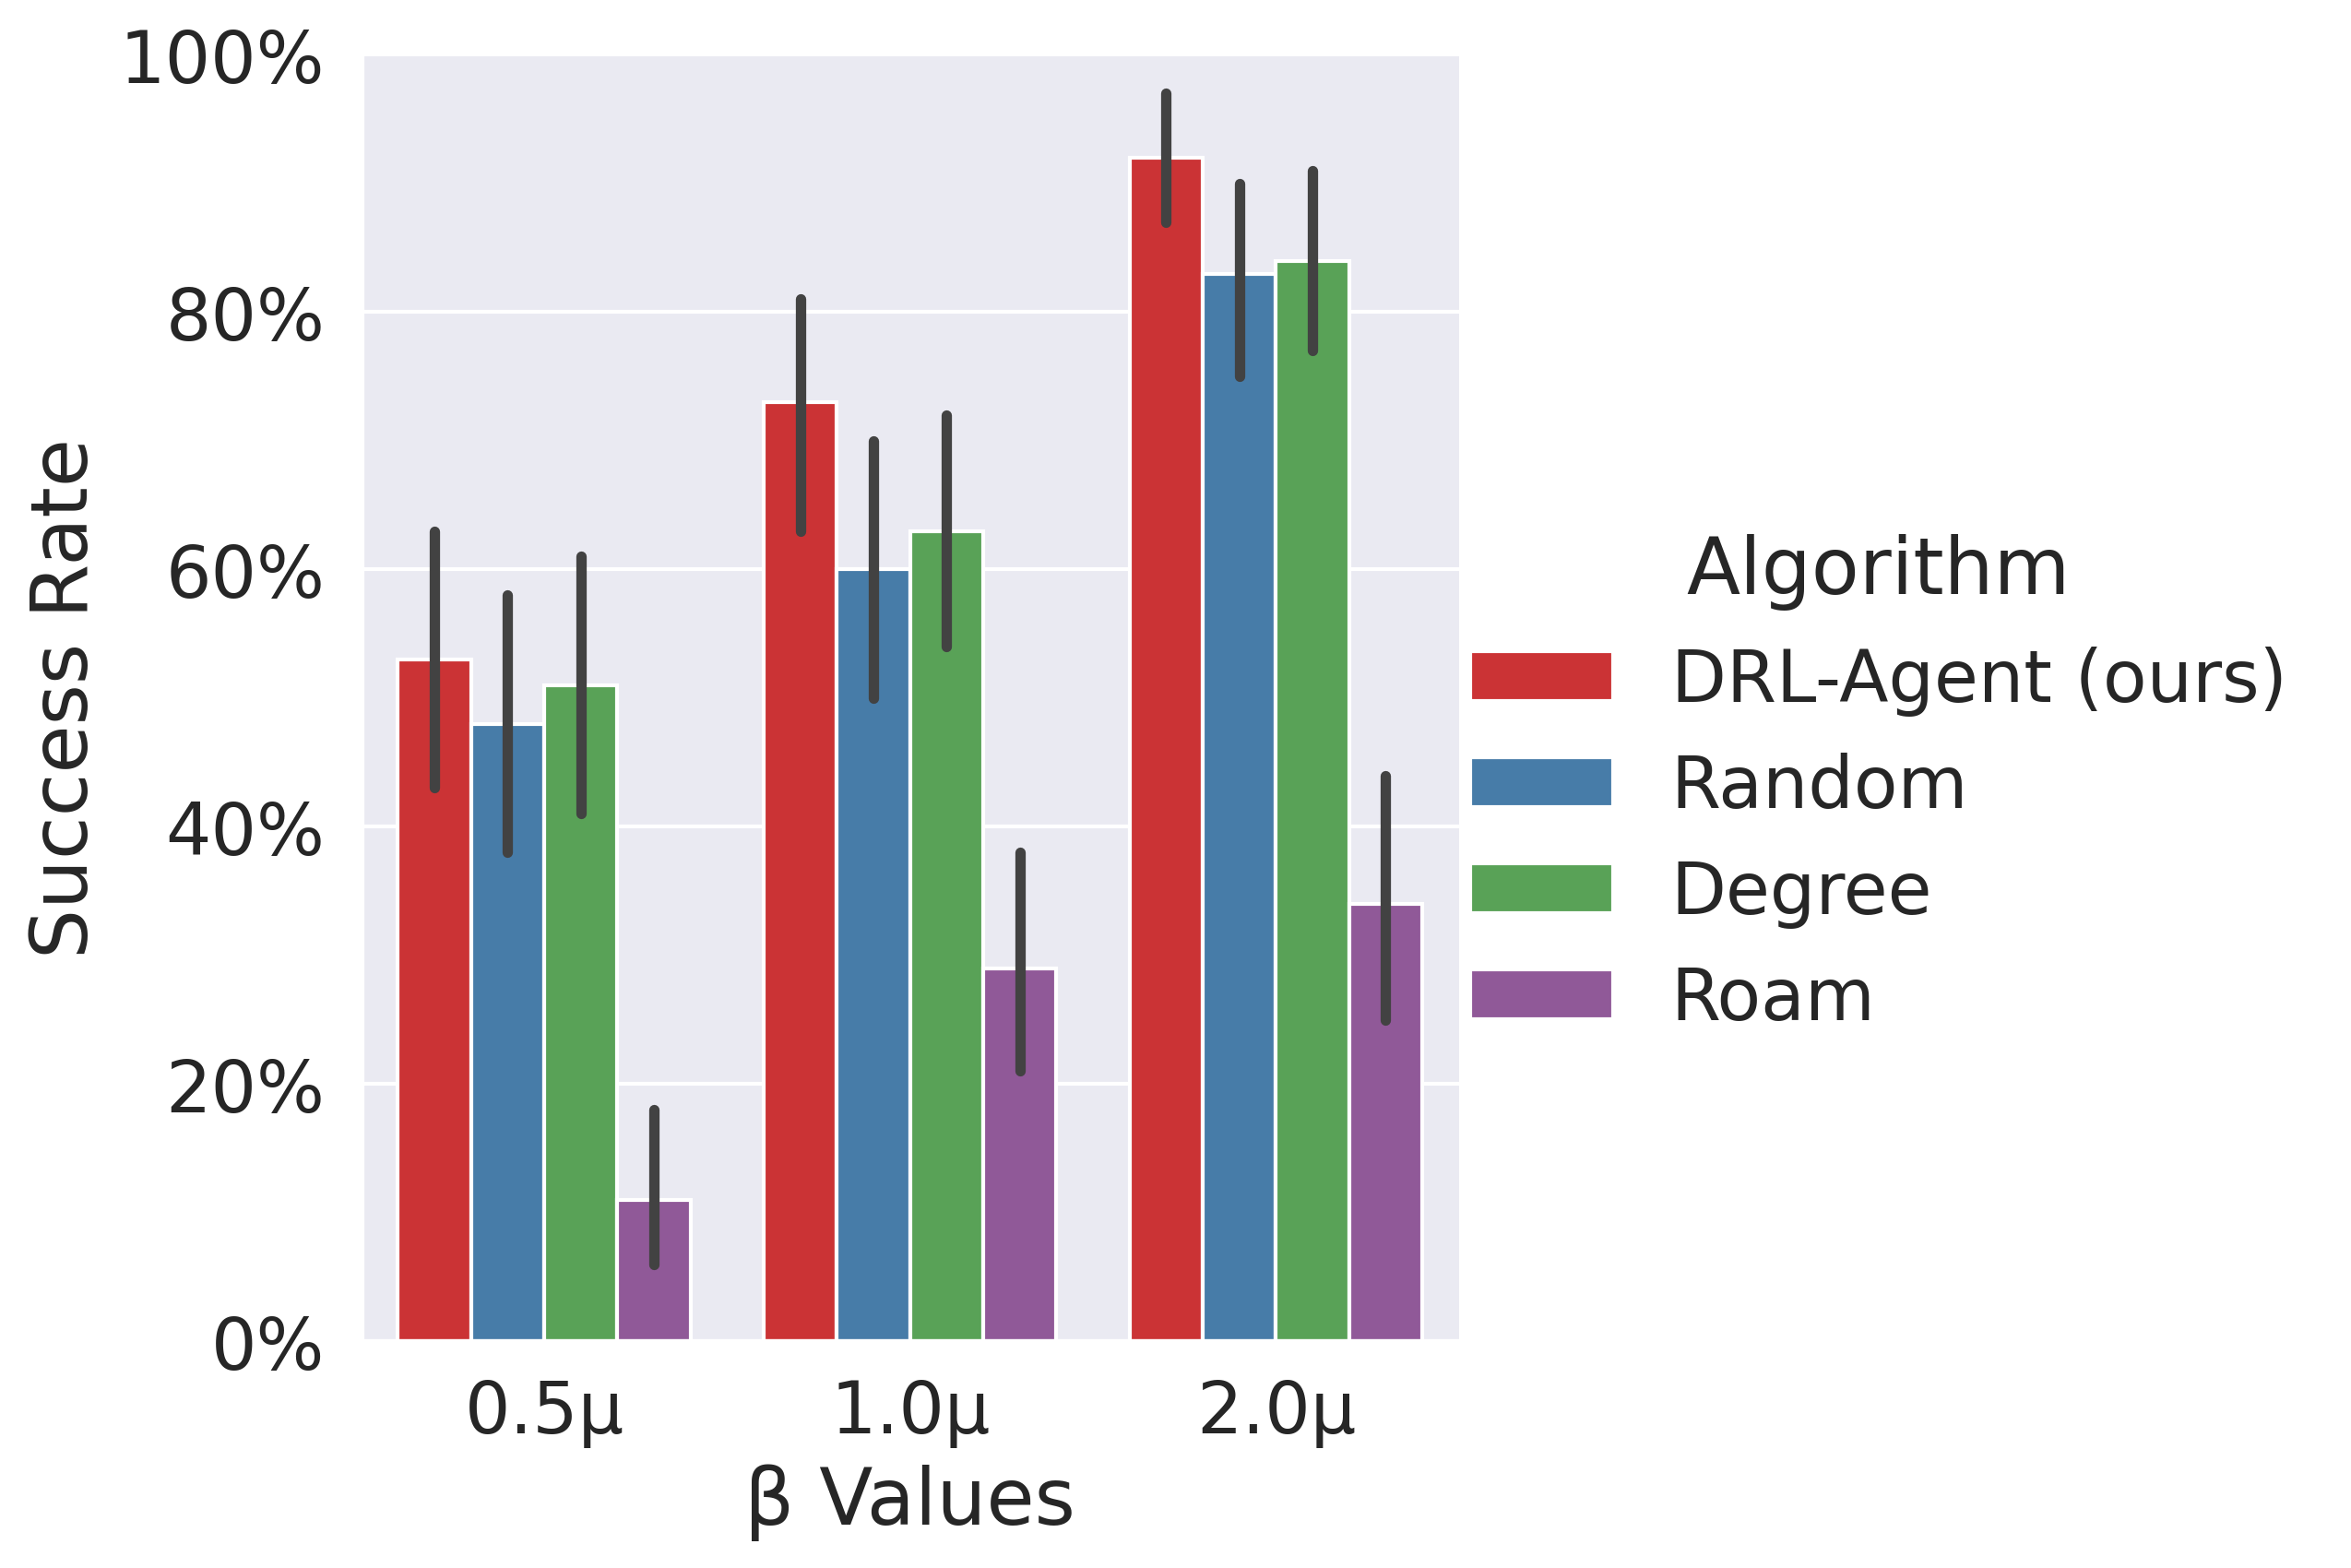 100%
80%
60%
40%
20%
0%
Success Rate
0.5μ 1.0μ 2.0μ
β Values
Algorithm
DRL-Agent (ours)
Random
Degree
Roam